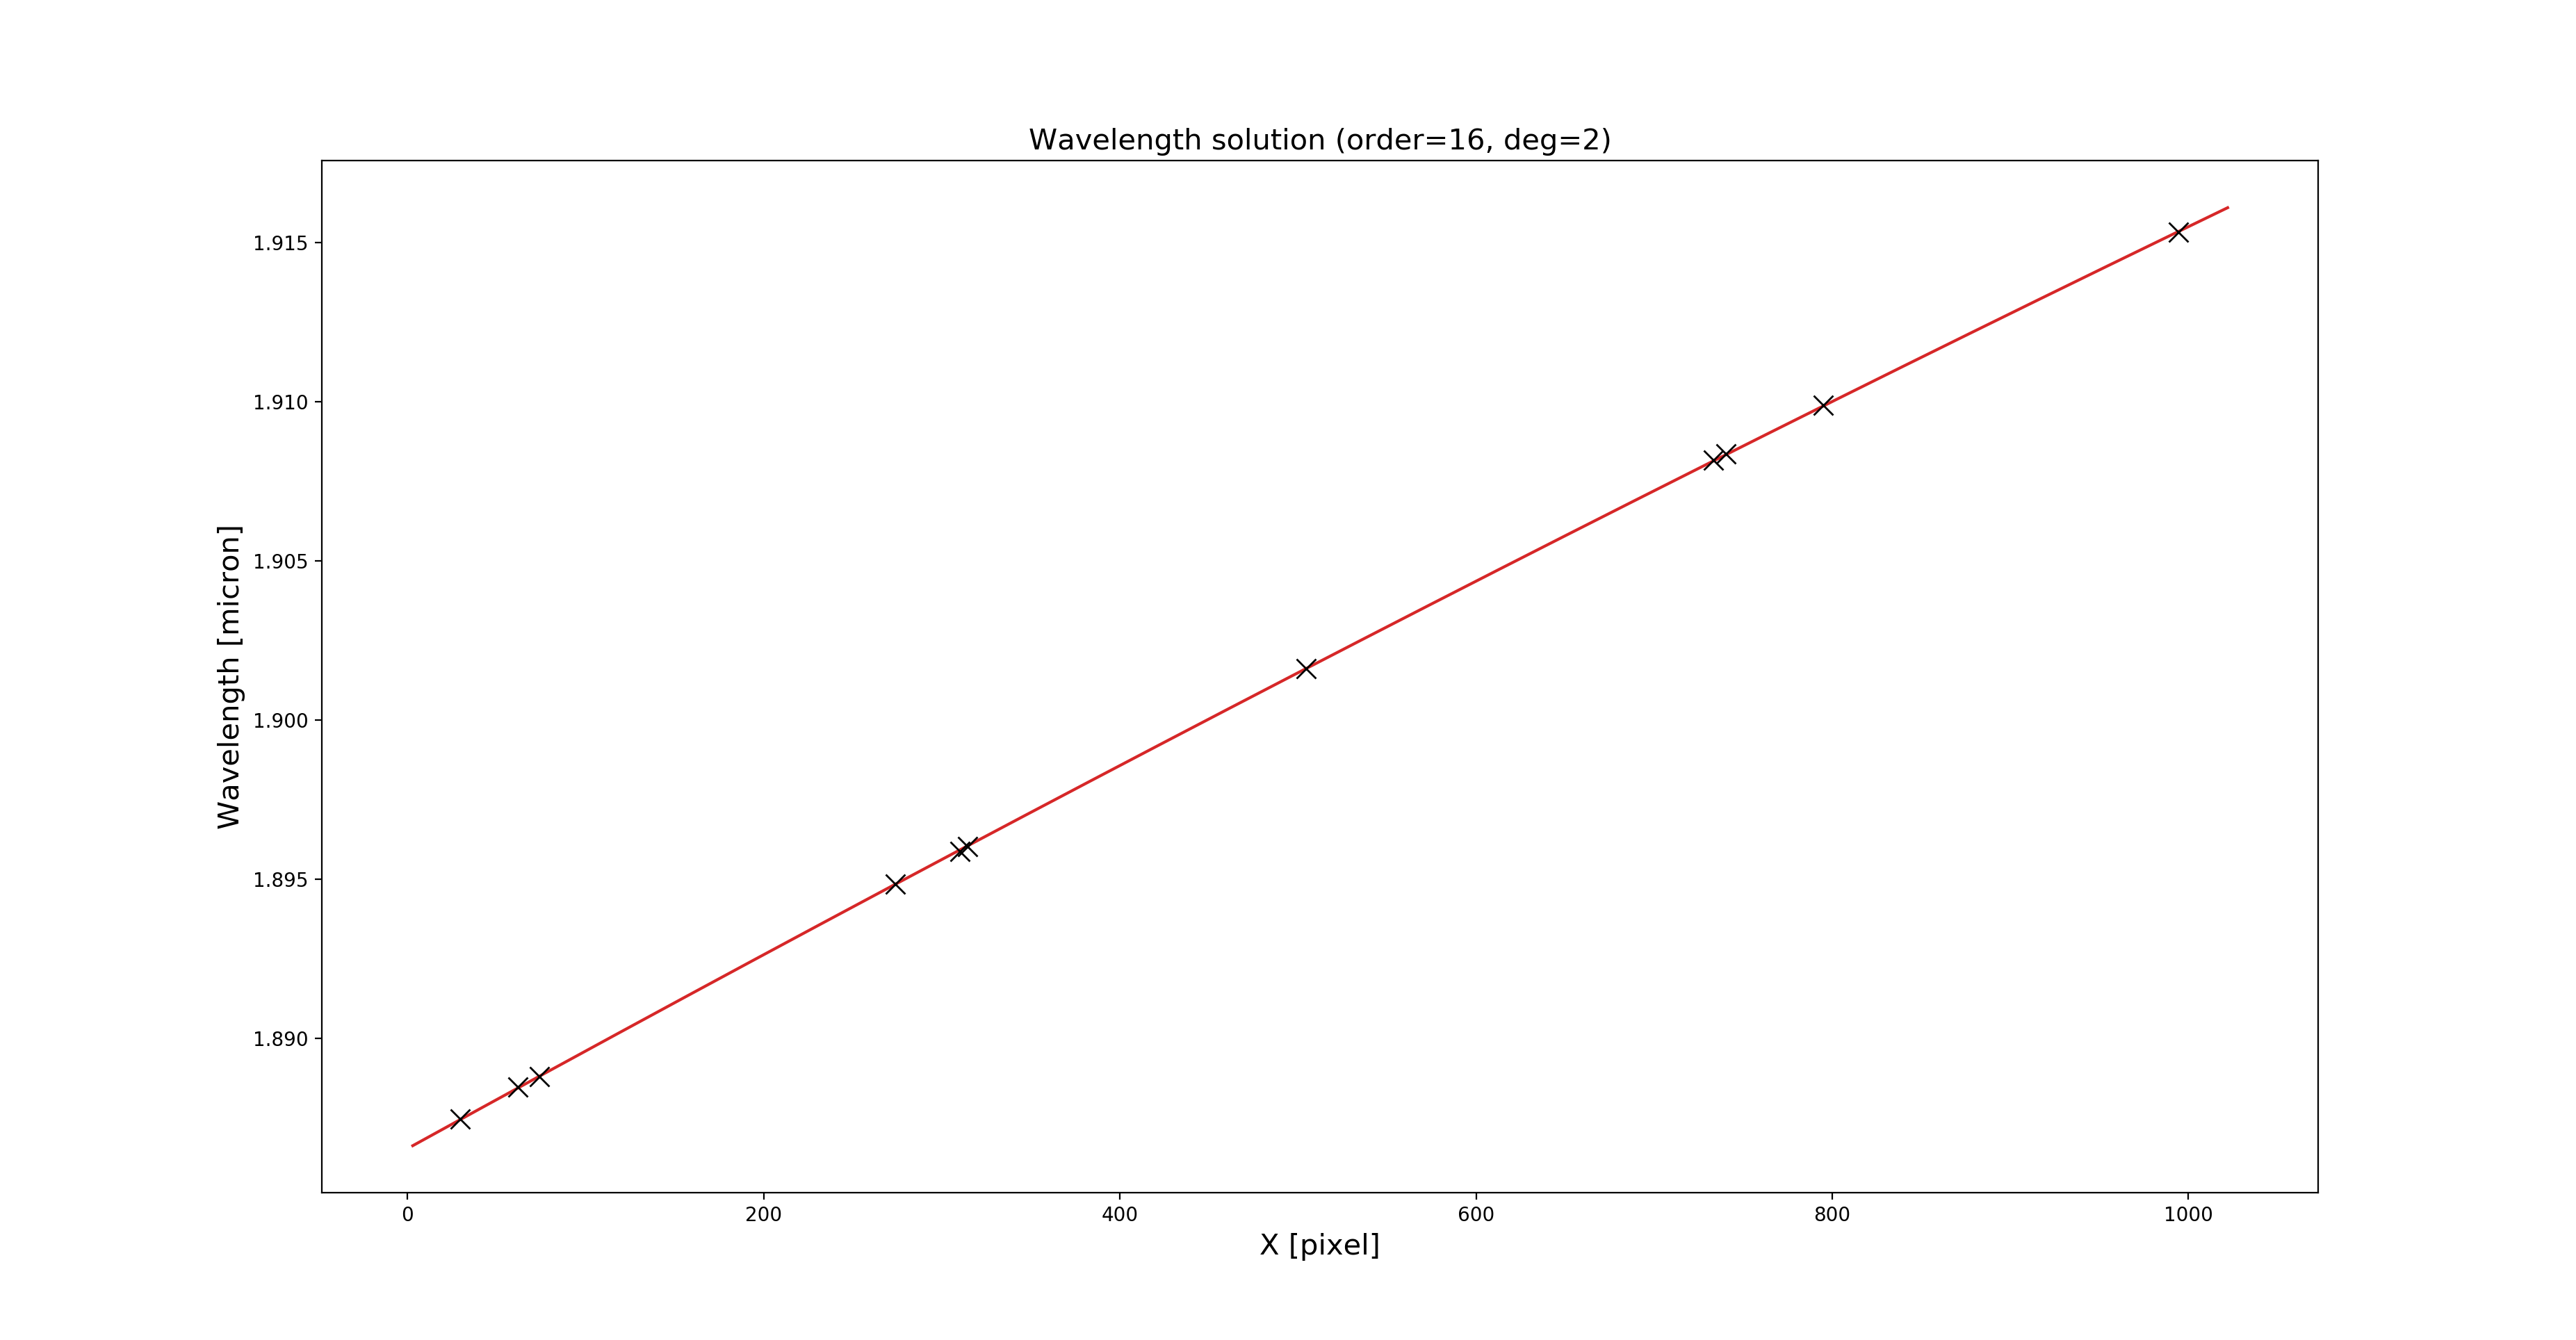 Wavelength solution (order=16, deg=2)
1.915
1.910
1.905
1.900
1.895
1.890
Wavelength [micron]
0 200 400 600 800 1000
X [pixel]